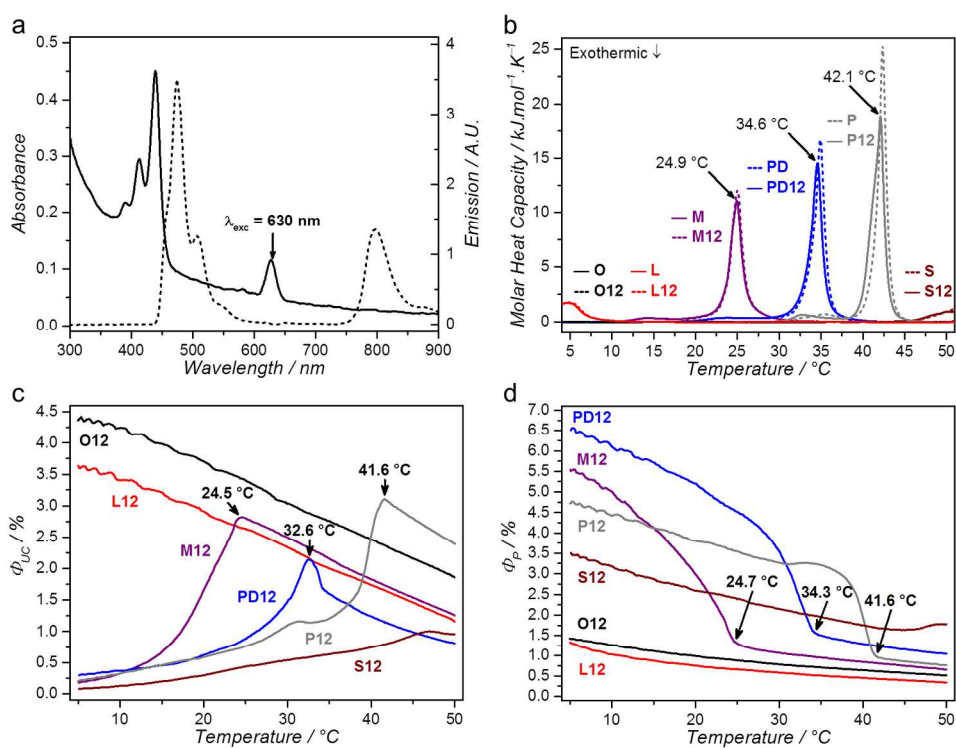 a
0.5
0.4
0.3
0.2
0.1
0.0
Absorbance
4
3
2
1
0
Emission / A.U.
λexc = 630 nm
300 400 500 600 700 800 900
Wavelength / nm
b
25
20
15
10
5
0
Molar Heat Capacity / kJ.mol⁻¹.K⁻¹
Exothermic ↓
42.1 °C
34.6 °C
24.9 °C
P
P12
PD
PD12
M
M12
O
O12
L
L12
S
S12
5 10 15 20 25 30 35 40 45 50
Temperature / °C
c
4.5
4.0
3.5
3.0
2.5
2.0
1.5
1.0
0.5
0.0
ΦUC / %
O12
L12
24.5 °C
M12
32.6 °C
41.6 °C
PD12
P12
S12
10 20 30 40 50
Temperature / °C
d
7.0
6.5
6.0
5.5
5.0
4.5
4.0
3.5
3.0
2.5
2.0
1.5
1.0
0.5
0.0
ΦP / %
PD12
M12
P12
S12
O12
L12
24.7 °C
34.3 °C
41.6 °C
10 20 30 40 50
Temperature / °C